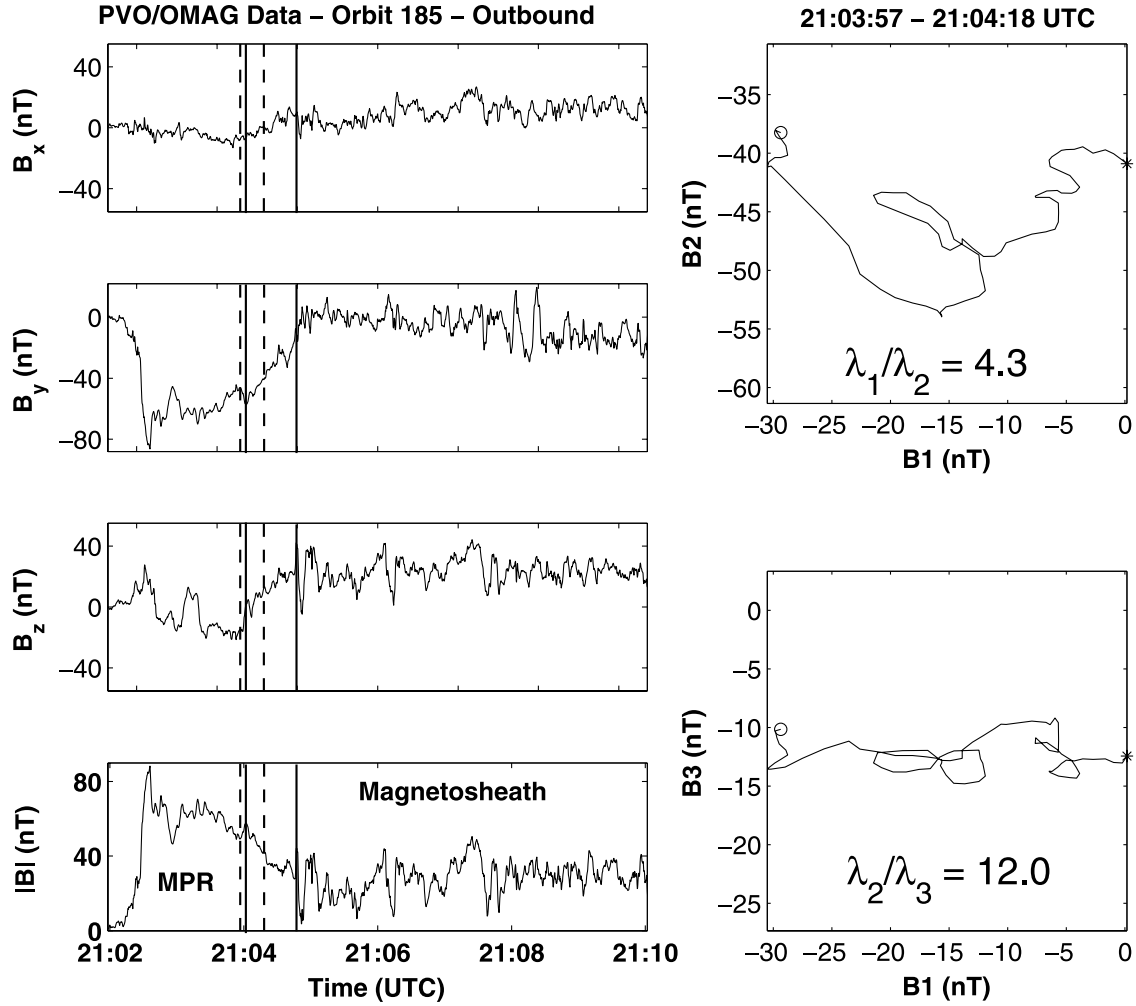 PVO/OMAG Data – Orbit 185 – Outbound
40
0
−40
B_x (nT)
0
−40
−80
B_y (nT)
40
0
−40
B_z (nT)
80
40
0
|B| (nT)
MPR
Magnetosheath
21:02 21:04 21:06 21:08 21:10
Time (UTC)
21:03:57 – 21:04:18 UTC
−35
−40
−45
−50
−55
−60
B2 (nT)
λ_1/λ_2 = 4.3
−30 −25 −20 −15 −10 −5 0
B1 (nT)
0
−5
−10
−15
−20
−25
B3 (nT)
λ_2/λ_3 = 12.0
−30 −25 −20 −15 −10 −5 0
B1 (nT)